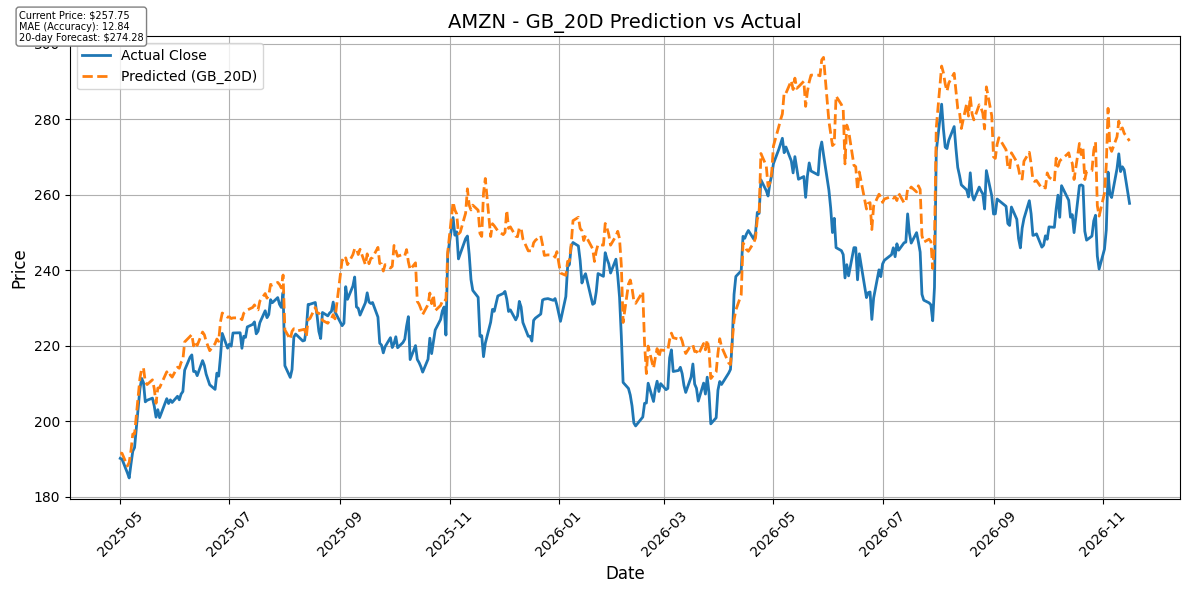 AMZN - GB_20D Prediction vs Actual
Current Price: $257.75
MAE (Accuracy): 12.84
20-day Forecast: $274.28
Actual Close
Predicted (GB_20D)
Price
300
280
260
240
220
200
180
2025-05
2025-07
2025-09
2025-11
2026-01
2026-03
2026-05
2026-07
2026-09
2026-11
Date